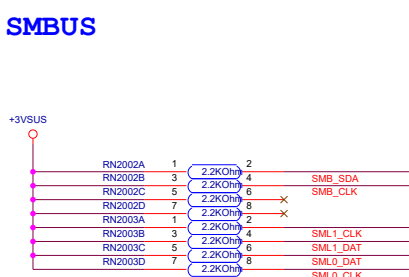 SMBUS
+3VSUS
RN2002A 1 2.2KOhm 2
RN2002B 3 2.2KOhm 4 SMB_SDA
RN2002C 5 2.2KOhm 6 SMB_CLK
RN2002D 7 2.2KOhm 8
RN2003A 1 2.2KOhm 2
RN2003B 3 2.2KOhm 4 SML1_CLK
RN2003C 5 2.2KOhm 6 SML1_DAT
RN2003D 7 2.2KOhm 8 SML0_DAT
SML0_CLK